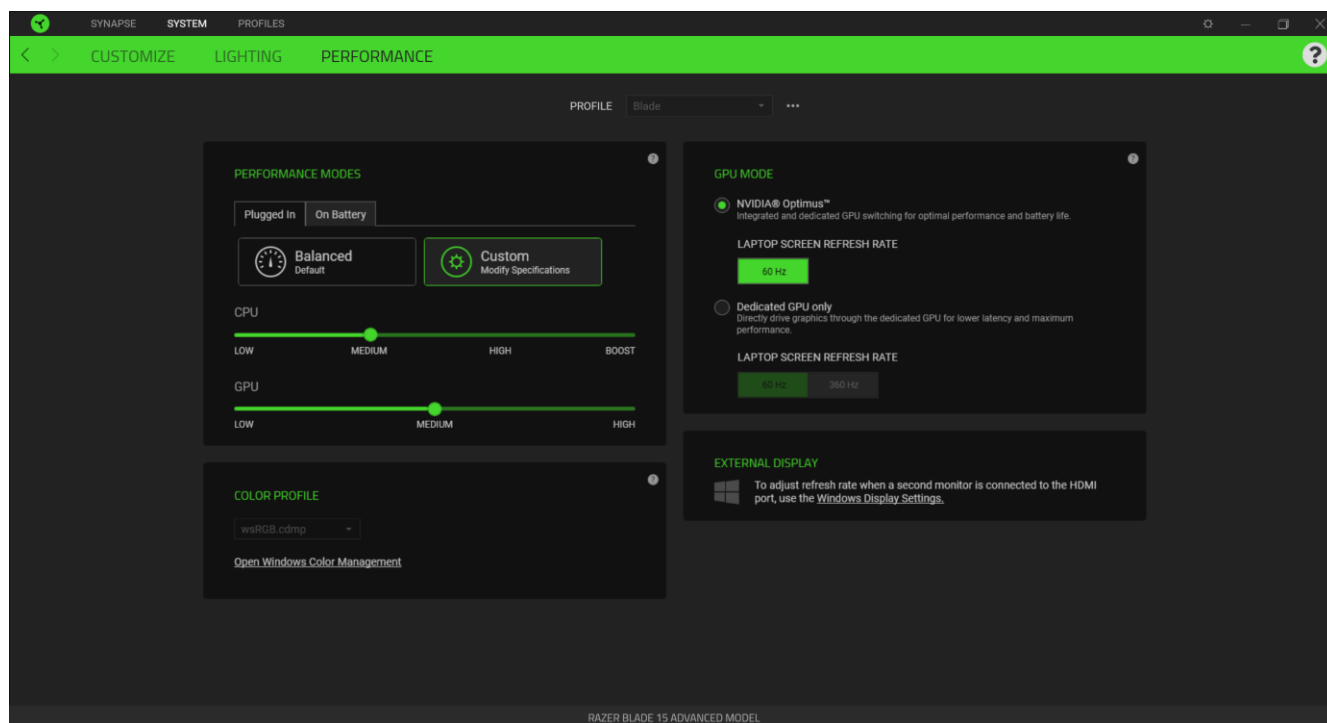 SYNAPSE SYSTEM PROFILES
CUSTOMIZE LIGHTING PERFORMANCE ?
PROFILE Blade
PERFORMANCE MODES ?
Plugged In On Battery
Balanced
Default
Custom
Modify Specifications
CPU
LOW MEDIUM HIGH BOOST
GPU
LOW MEDIUM HIGH
COLOR PROFILE ?
wsRGB.cdmp
Open Windows Color Management
GPU MODE ?
NVIDIA® Optimus™
Integrated and dedicated GPU switching for optimal performance and battery life.
LAPTOP SCREEN REFRESH RATE
60 Hz
Dedicated GPU only
Directly drive graphics through the dedicated GPU for lower latency and maximum
performance.
LAPTOP SCREEN REFRESH RATE
60 Hz 360 Hz
EXTERNAL DISPLAY
To adjust refresh rate when a second monitor is connected to the HDMI
port, use the Windows Display Settings.
RAZER BLADE 15 ADVANCED MODEL